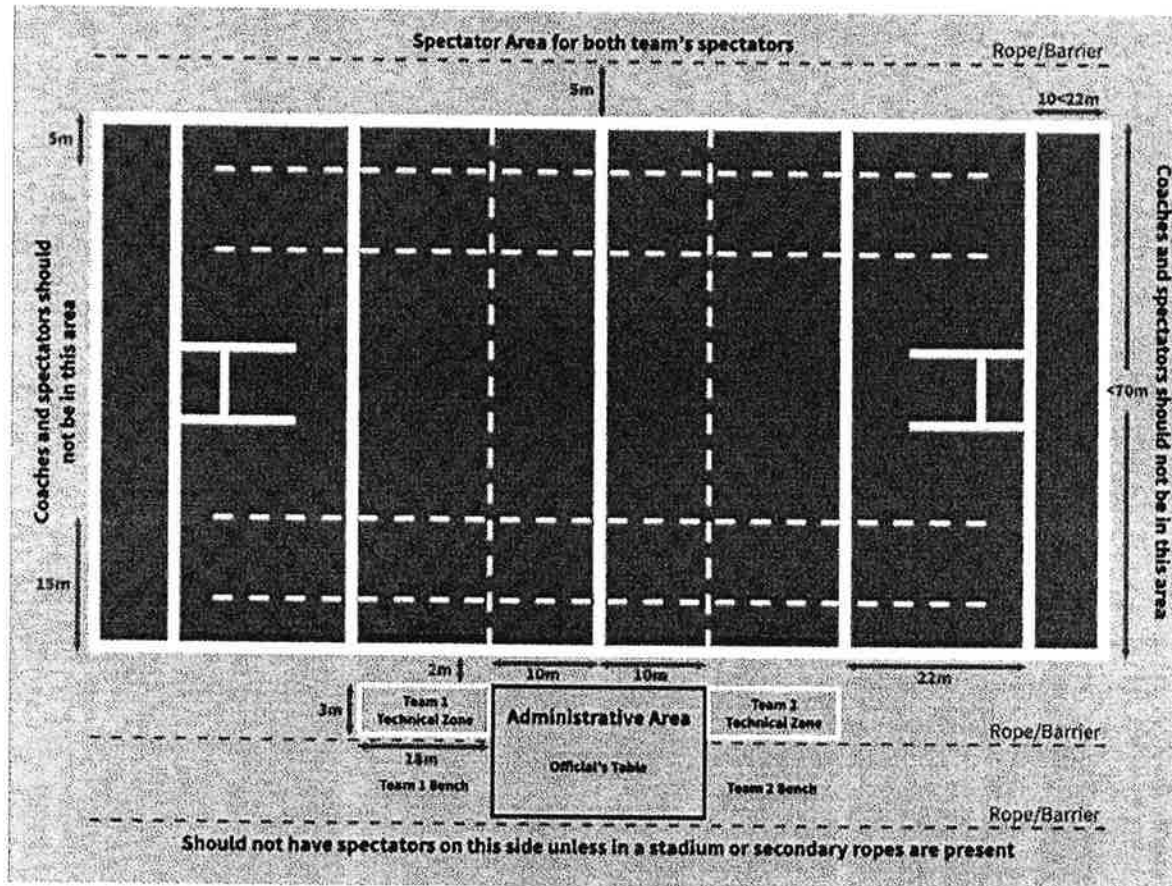 Spectator Area for both team's spectators
Rope/Barrier
5m
10<22m
5m
Coaches and spectators should
not be in this area
Coaches and spectators should not be in this area
<70m
15m
2m
10m
10m
22m
3m
Team 1
Technical Zone
Administrative Area
Team 2
Technical Zone
Rope/Barrier
18m
Official's Table
Team 1 Bench
Team 2 Bench
Rope/Barrier
Should not have spectators on this side unless in a stadium or secondary ropes are present